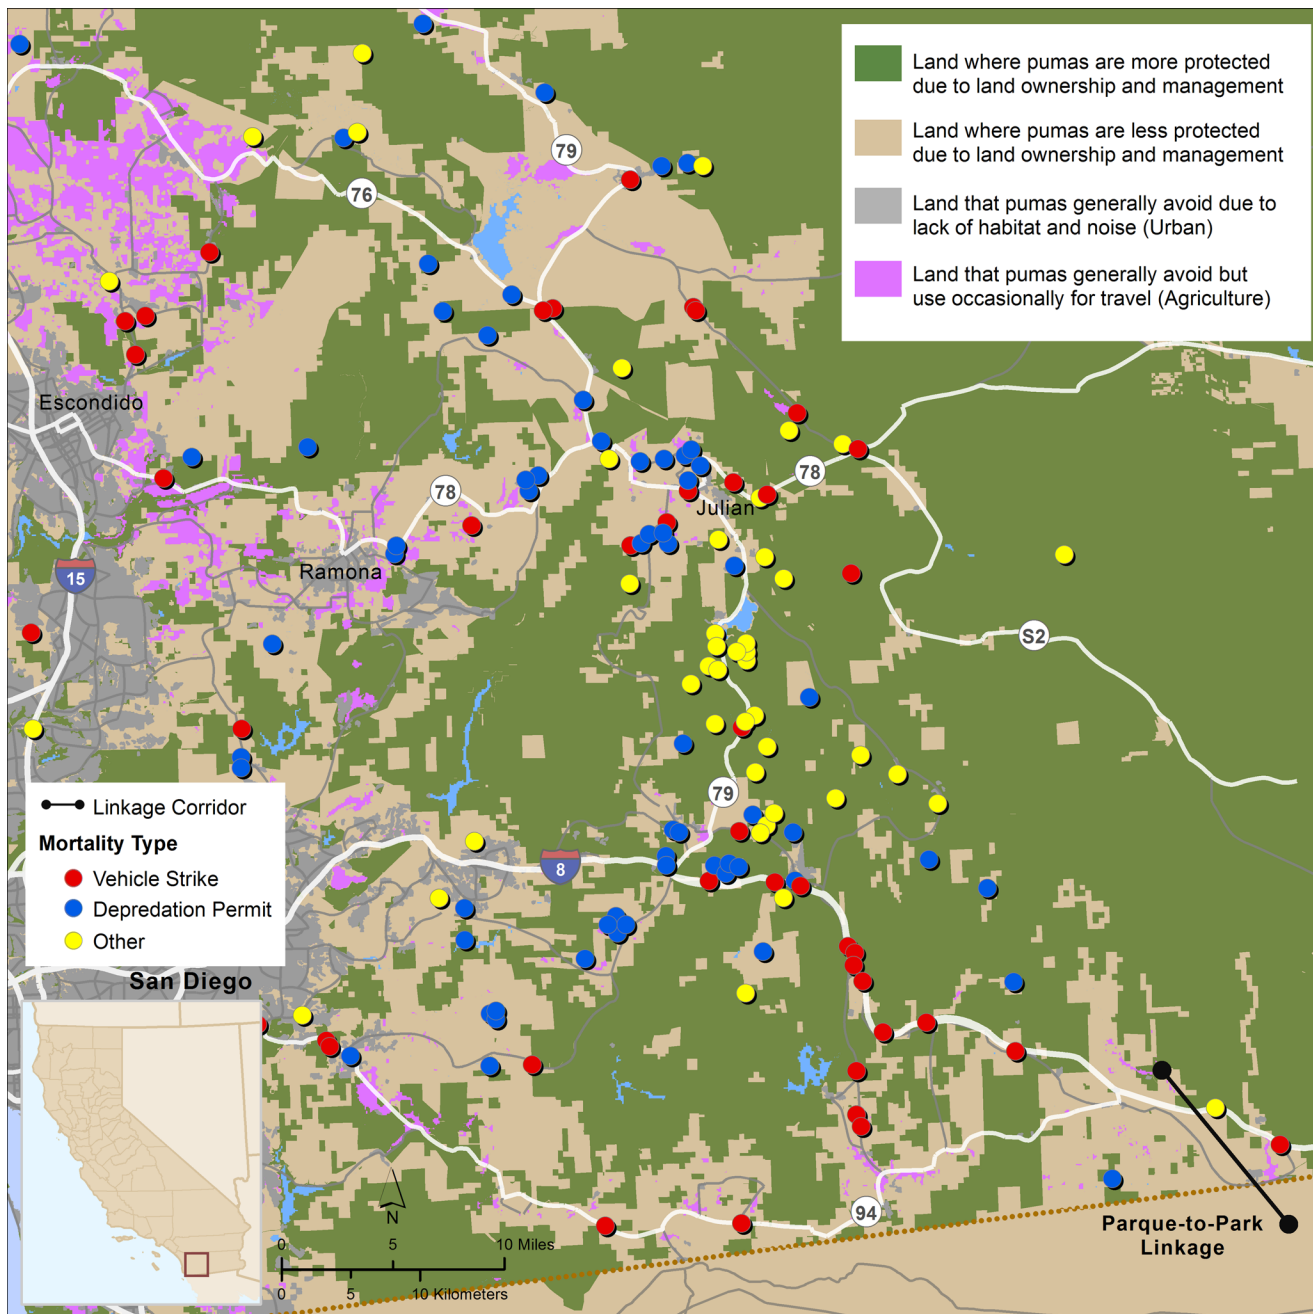 Land where pumas are more protected
due to land ownership and management
Land where pumas are less protected
due to land ownership and management
Land that pumas generally avoid due to
lack of habitat and noise (Urban)
Land that pumas generally avoid but
use occasionally for travel (Agriculture)
79
76
Escondido
78
78
Julian
Ramona
15
S2
79
8
Linkage Corridor
Mortality Type
Vehicle Strike
Depredation Permit
Other
San Diego
N
94
Parque-to-Park
Linkage
0 5 10 Miles
0 5 10 Kilometers